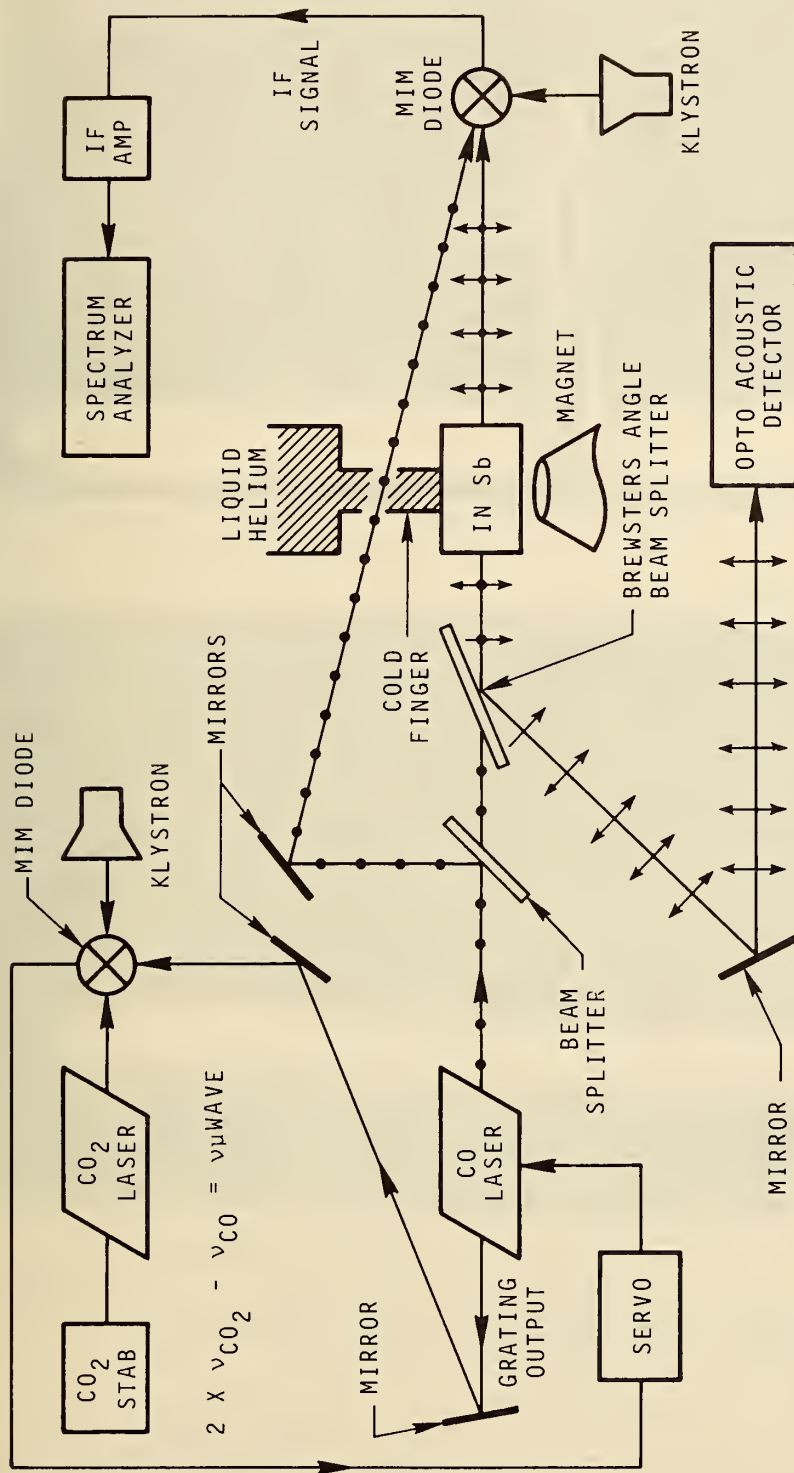 CO2
STAB
CO2
LASER
MIM DIODE
KLYSTRON
2 X νCO2 - νCO = νμWAVE
MIRROR
MIRRORS
GRATING
OUTPUT
CO
LASER
SERVO
BEAM
SPLITTER
MIRROR
COLD
FINGER
LIQUID
HELIUM
IN Sb
MAGNET
BREWSTERS ANGLE
BEAM SPLITTER
OPTO ACOUSTIC
DETECTOR
SPECTRUM
ANALYZER
IF
AMP
IF
SIGNAL
MIM
DIODE
KLYSTRON